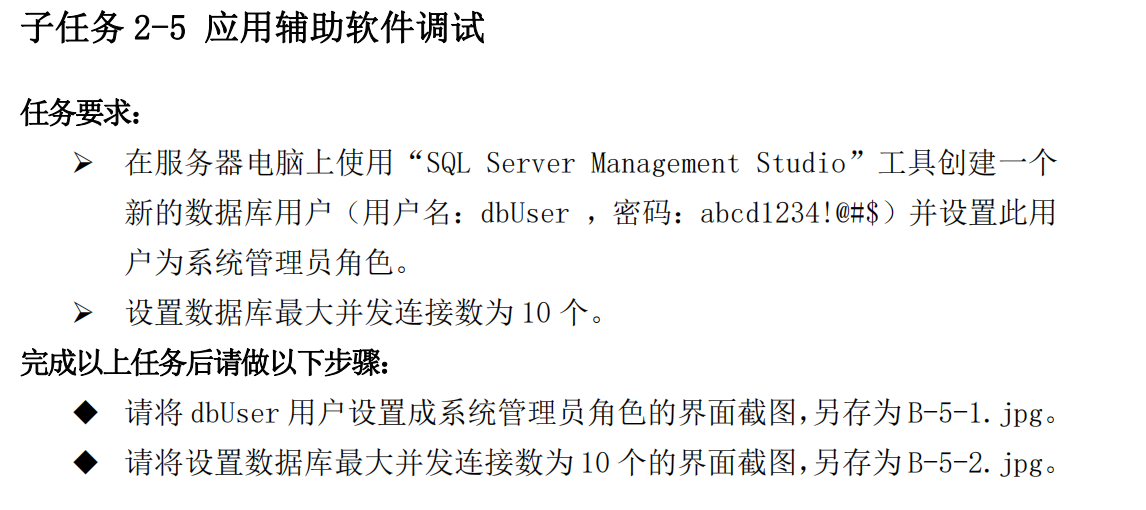 子任务 2-5 应用辅助软件调试
任务要求：
➢ 在服务器电脑上使用“SQL Server Management Studio”工具创建一个
新的数据库用户（用户名：dbUser ，密码：abcd1234!@#$）并设置此用
户为系统管理员角色。
➢ 设置数据库最大并发连接数为 10 个。
完成以上任务后请做以下步骤：
◆ 请将 dbUser 用户设置成系统管理员角色的界面截图，另存为 B-5-1.jpg。
◆ 请将设置数据库最大并发连接数为 10 个的界面截图，另存为 B-5-2.jpg。